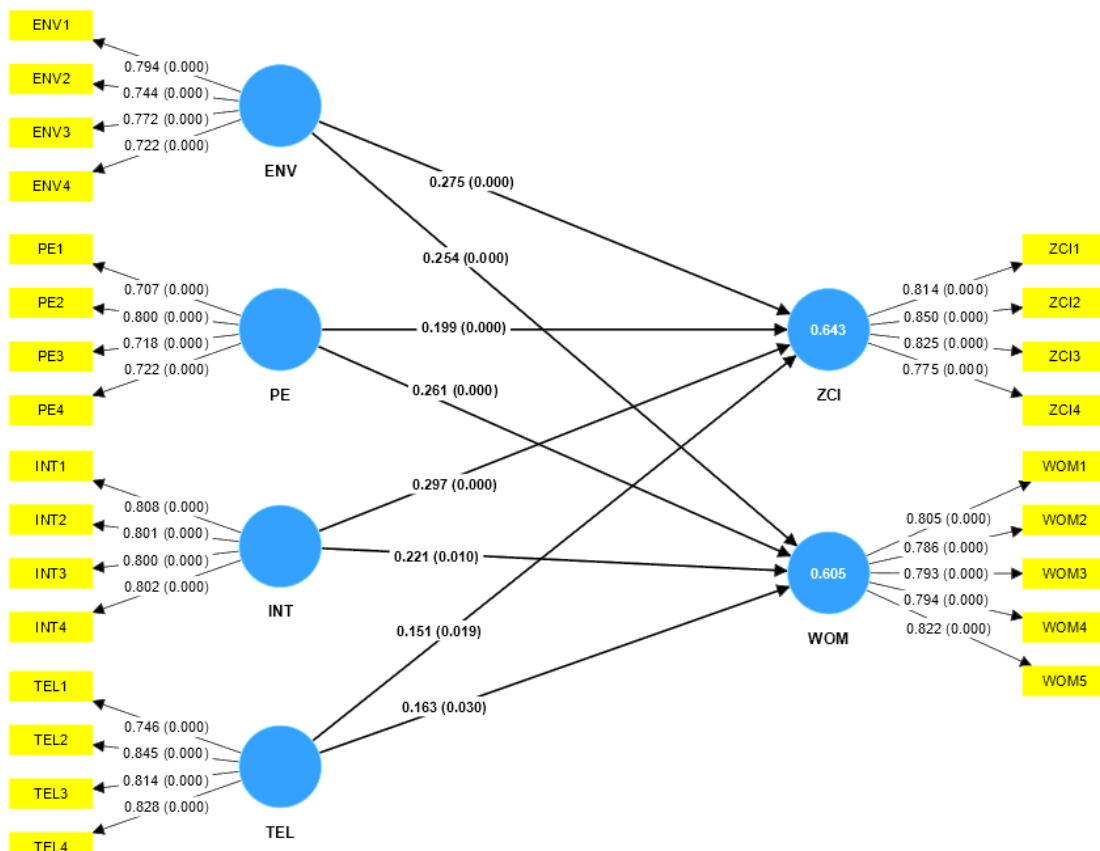 ENV1
ENV2
ENV3
ENV4
0.794 (0.000)
0.744 (0.000)
0.772 (0.000)
0.722 (0.000)
ENV
PE1
PE2
PE3
PE4
0.707 (0.000)
0.800 (0.000)
0.718 (0.000)
0.722 (0.000)
PE
INT1
INT2
INT3
INT4
0.808 (0.000)
0.801 (0.000)
0.800 (0.000)
0.802 (0.000)
INT
TEL1
TEL2
TEL3
TEL4
0.746 (0.000)
0.845 (0.000)
0.814 (0.000)
0.828 (0.000)
TEL
0.275 (0.000)
0.254 (0.000)
0.199 (0.000)
0.261 (0.000)
0.297 (0.000)
0.221 (0.010)
0.151 (0.019)
0.163 (0.030)
0.643
ZCI
0.814 (0.000)
0.850 (0.000)
0.825 (0.000)
0.775 (0.000)
ZCI1
ZCI2
ZCI3
ZCI4
0.605
WOM
0.805 (0.000)
0.786 (0.000)
0.793 (0.000)
0.794 (0.000)
0.822 (0.000)
WOM1
WOM2
WOM3
WOM4
WOM5